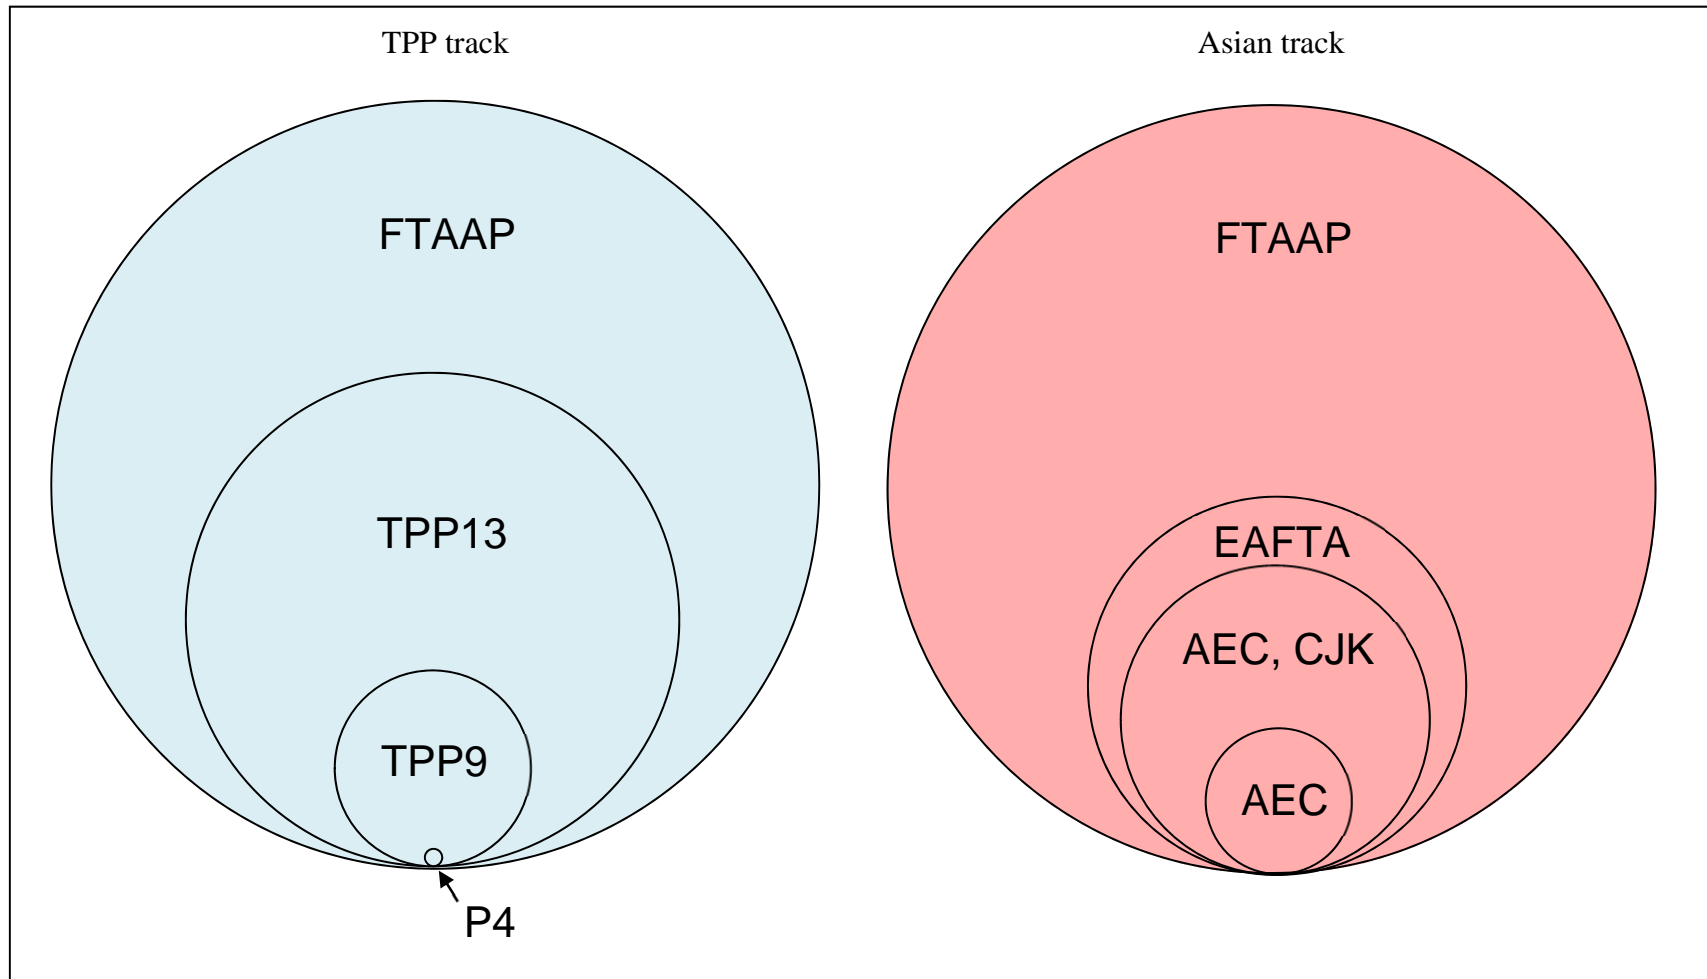 TPP track
Asian track
FTAAP
FTAAP
TPP13
EAFTA
AEC, CJK
TPP9
AEC
P4